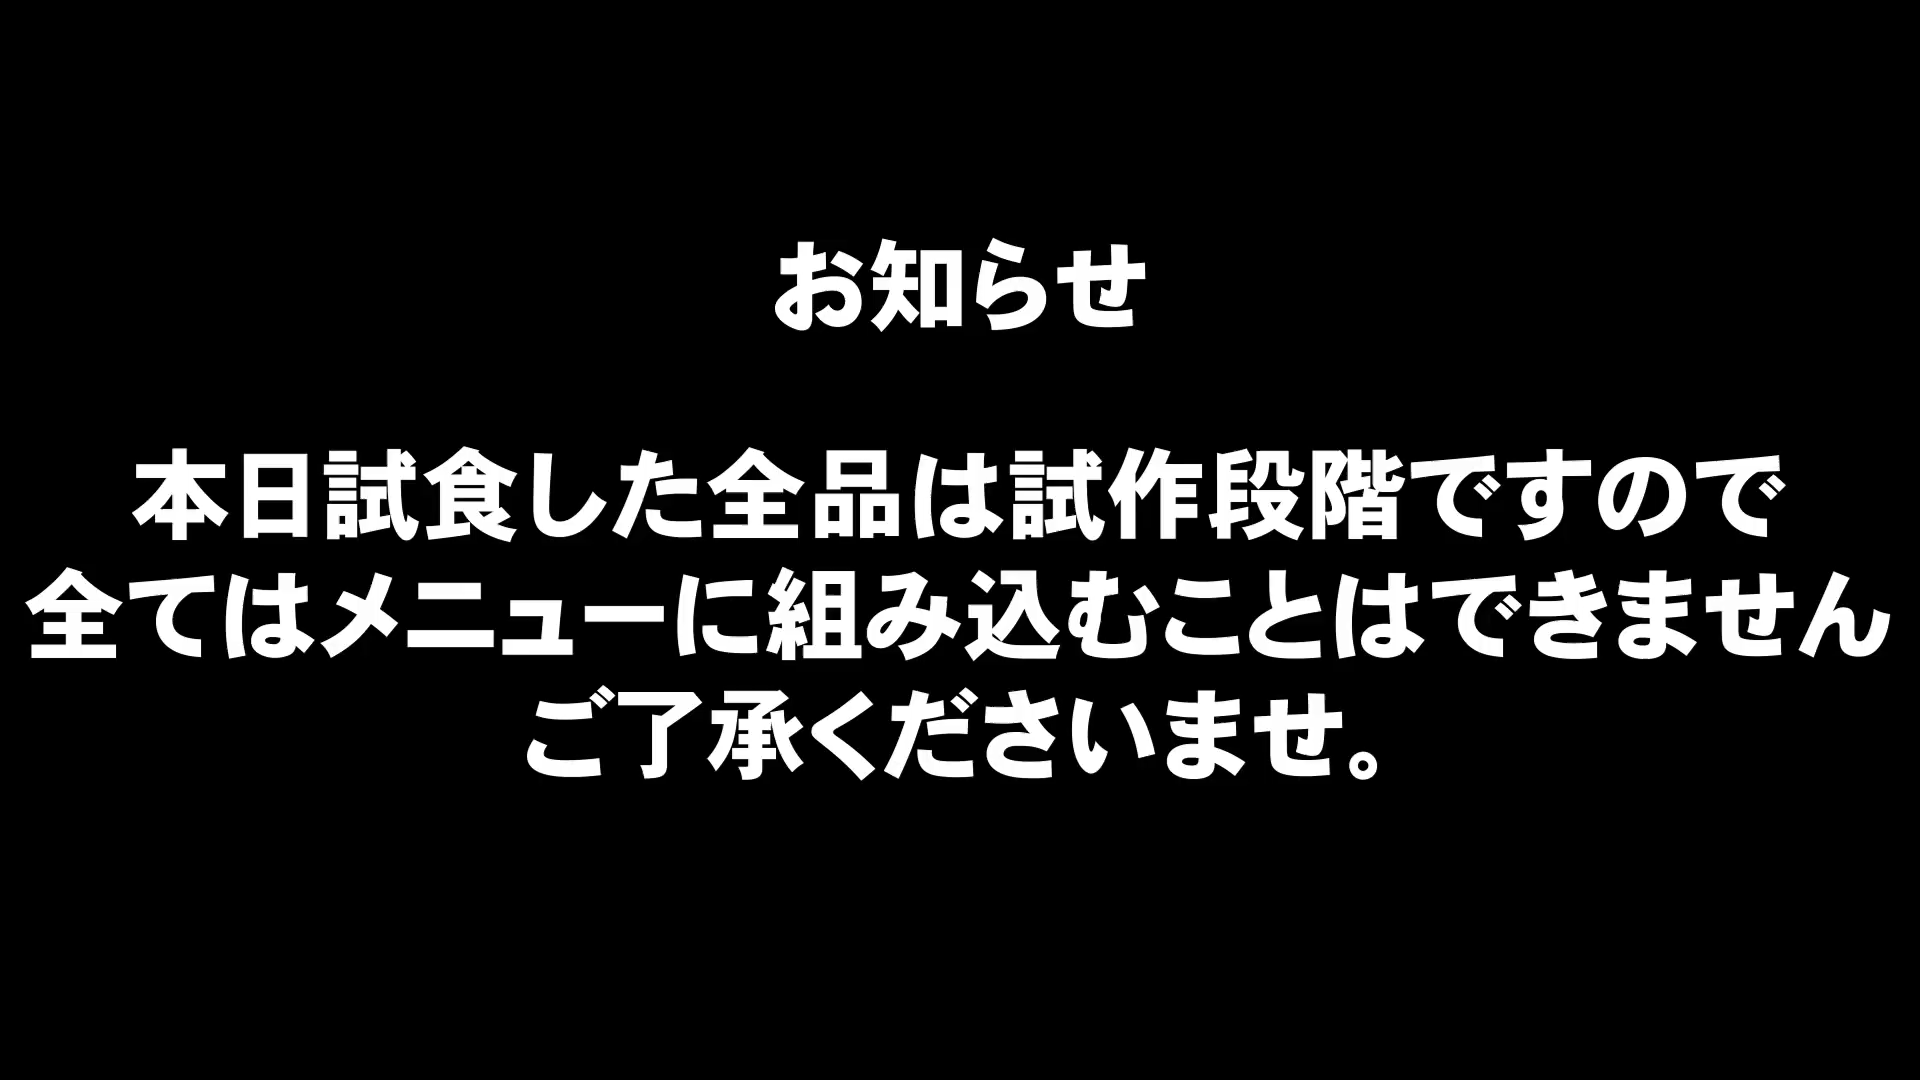 お知らせ
本日試食した全品は試作段階ですので
全てはメニューに組み込むことはできません
ご了承くださいませ。